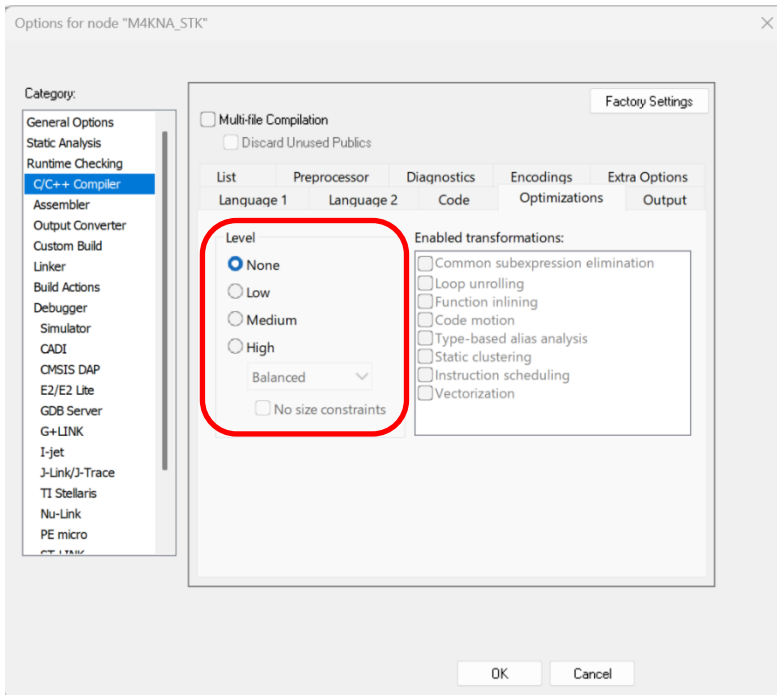 Options for node "M4KNA_STK"
Category:
General Options
Static Analysis
Runtime Checking
C/C++ Compiler
Assembler
Output Converter
Custom Build
Linker
Build Actions
Debugger
Simulator
CADI
CMSIS DAP
E2/E2 Lite
GDB Server
G+LINK
I-jet
J-Link/J-Trace
TI Stellaris
Nu-Link
PE micro
ST-LINK
Factory Settings
Multi-file Compilation
Discard Unused Publics
List Preprocessor Diagnostics Encodings Extra Options
Language 1 Language 2 Code Optimizations Output
Level
None
Low
Medium
High
Balanced
No size constraints
Enabled transformations:
Common subexpression elimination
Loop unrolling
Function inlining
Code motion
Type-based alias analysis
Static clustering
Instruction scheduling
Vectorization
OK Cancel